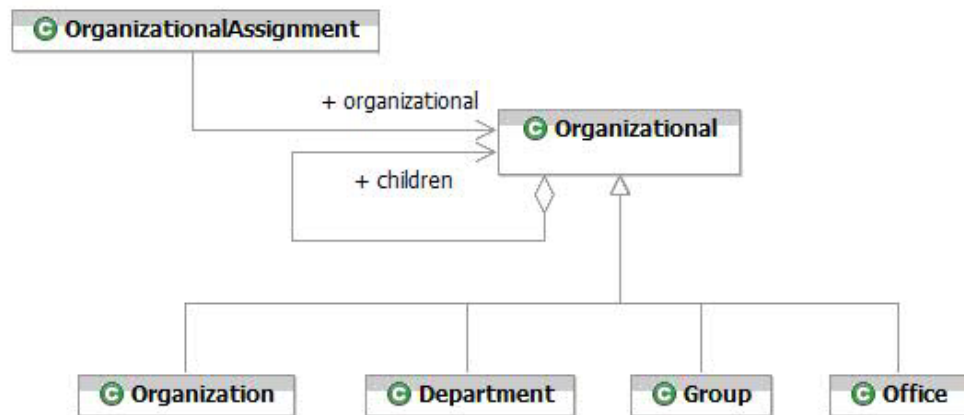 OrganizationalAssignment
+ organizational
Organizational
+ children
Organization
Department
Group
Office